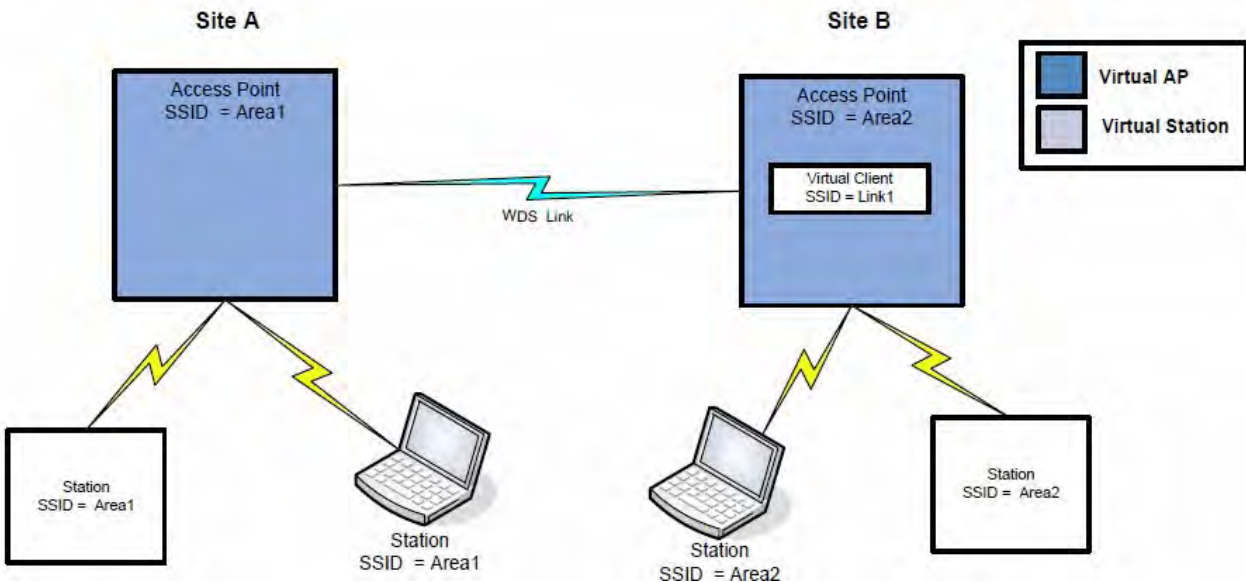 Site A
Site B
Access Point
SSID = Area1
Access Point
SSID = Area2
Virtual Client
SSID = Link1
Virtual AP
Virtual Station
WDS Link
Station
SSID = Area1
Station
SSID = Area1
Station
SSID = Area2
Station
SSID = Area2